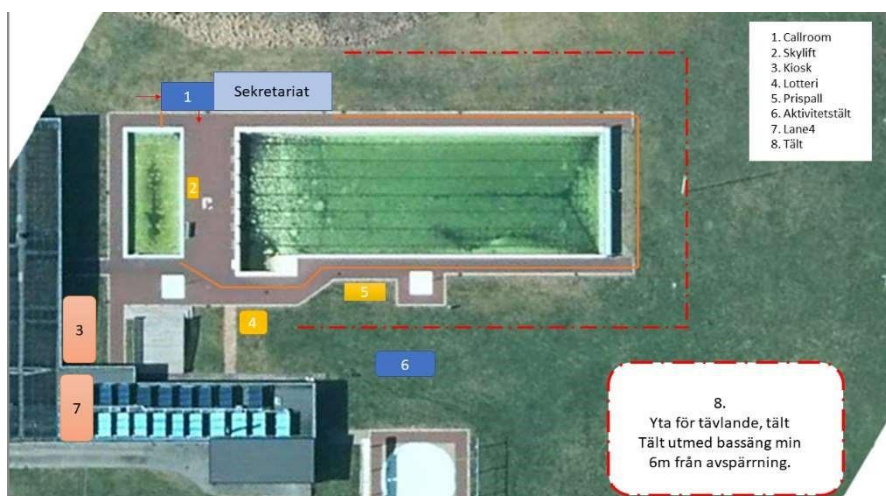 1. Callroom
2. Skylift
3. Kiosk
4. Lotteri
5. Prispall
6. Aktivitetstält
7. Lane4
8. Tält
1
Sekretariat
2
3
4
5
6
7
8.
Yta för tävlande, tält
Tält utmed bassäng min
6m från avspärrning.